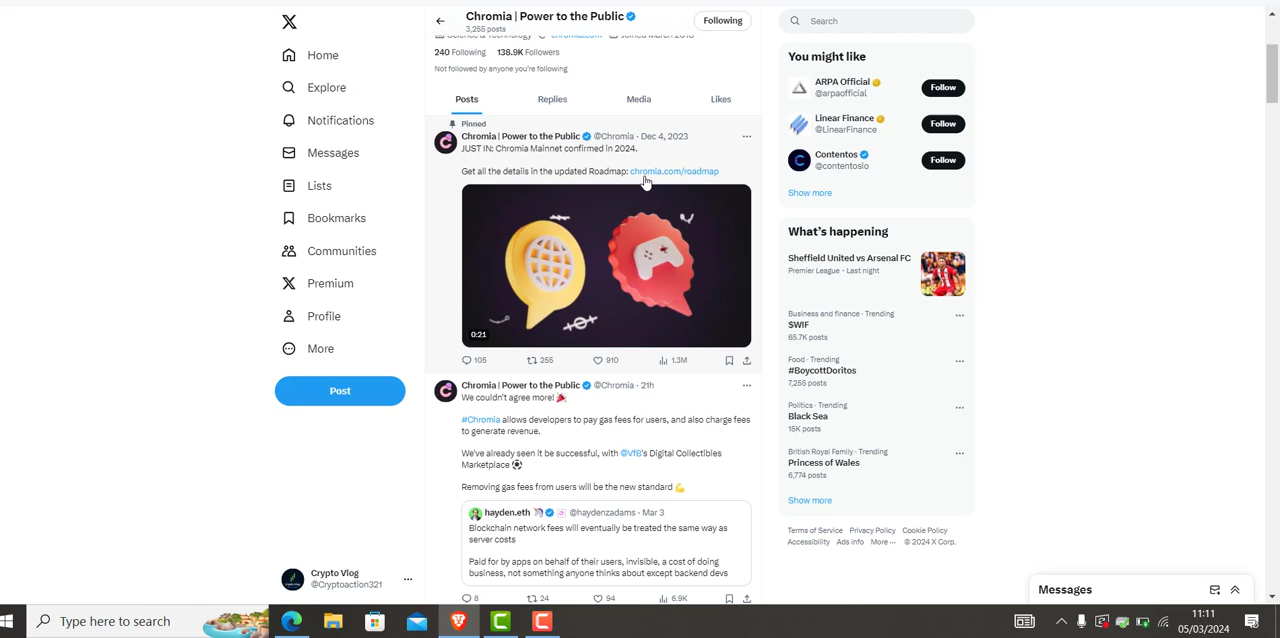 Home
Explore
Notifications
Messages
Lists
Bookmarks
Communities
Premium
Profile
More
Post
Crypto Vlog
@Cryptoaction321
Chromia | Power to the Public
3,255 posts
Following
Science & Technology chromia.com Joined March 2018
240 Following 138.9K Followers
Not followed by anyone you're following
Posts Replies Media Likes
Pinned
Chromia | Power to the Public @Chromia · Dec 4, 2023
JUST IN: Chromia Mainnet confirmed in 2024.
Get all the details in the updated Roadmap: chromia.com/roadmap
0:21
105 255 910 1.3M
Chromia | Power to the Public @Chromia · 21h
We couldn't agree more! 🎉
#Chromia allows developers to pay gas fees for users, and also charge fees
to generate revenue.
We've already seen it be successful, with @VfB's Digital Collectibles
Marketplace ⚽
Removing gas fees from users will be the new standard 💪
hayden.eth @haydenzadams · Mar 3
Blockchain network fees will eventually be treated the same way as
server costs
Paid for by apps on behalf of their users, invisible, a cost of doing
business, not something anyone thinks about except backend devs
8 24 94 6.9K
Search
You might like
ARPA Official
@arpaofficial
Follow
Linear Finance
@LinearFinance
Follow
Contentos
@contentosio
Follow
Show more
What's happening
Sheffield United vs Arsenal FC
Premier League · Last night
Business and finance · Trending
$WIF
65.7K posts
Food · Trending
#BoycottDoritos
7,255 posts
Politics · Trending
Black Sea
15K posts
British Royal Family · Trending
Princess of Wales
6,774 posts
Show more
Terms of Service Privacy Policy Cookie Policy
Accessibility Ads info More ··· © 2024 X Corp.
Messages
Type here to search
11:11
05/03/2024